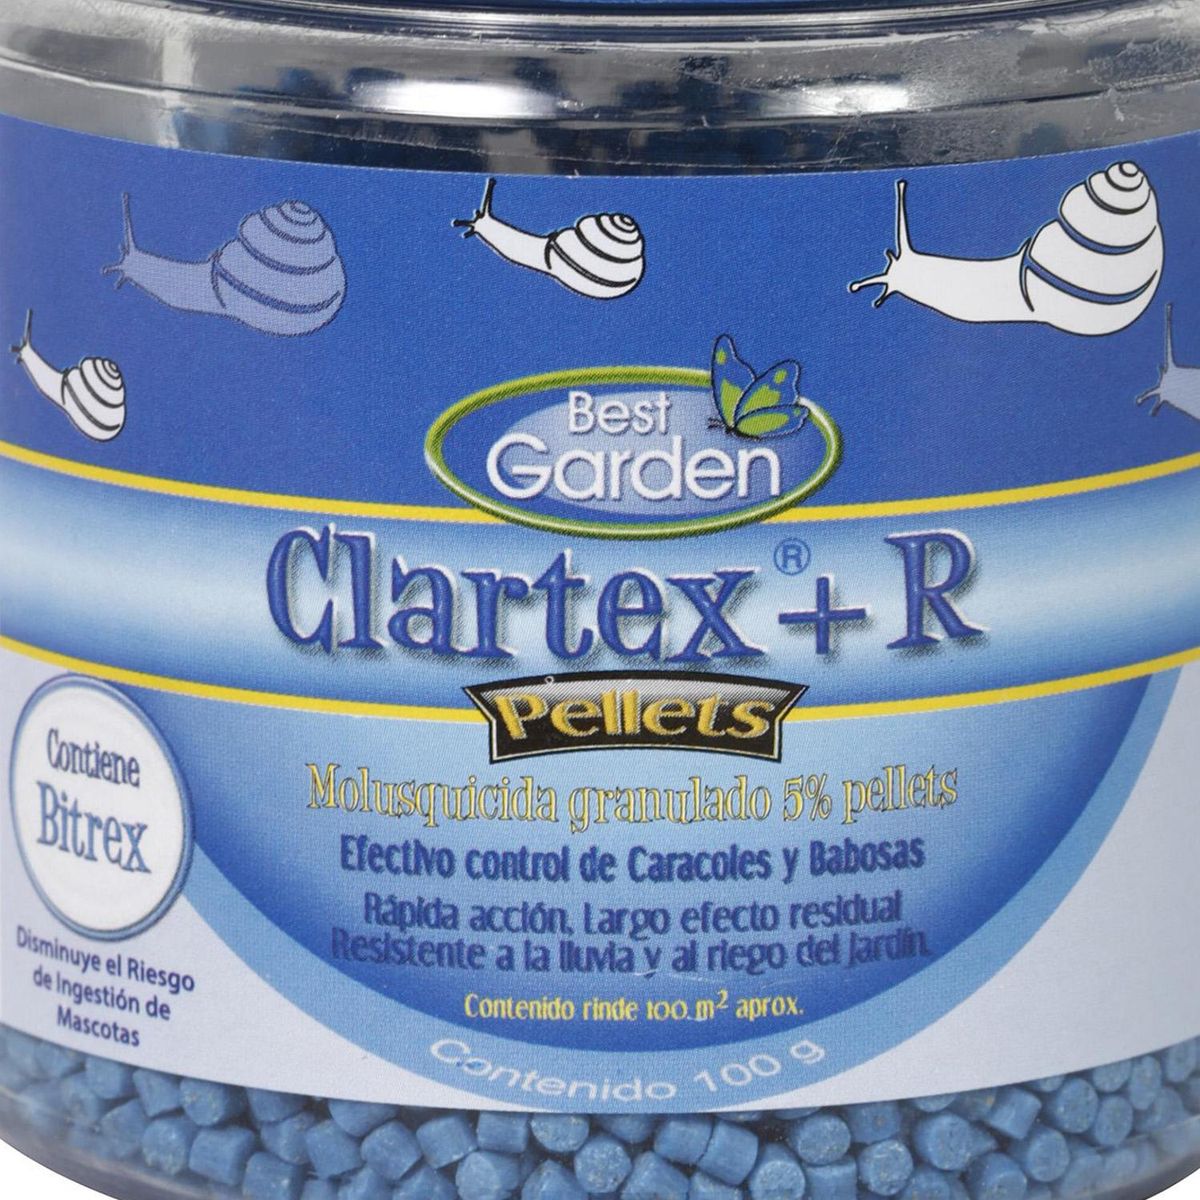 Best
Garden
Clartex® + R
Pellets
Molusquicida granulado 5% pellets
Efectivo control de Caracoles y Babosas
Rápida acción. Largo efecto residual
Resistente a la lluvia y al riego del jardín.
Contenido rinde 100. m² aprox.
Contenido 100 g
Contiene
Bitrex
Disminuye el Riesgo
de Ingestión de
Mascotas